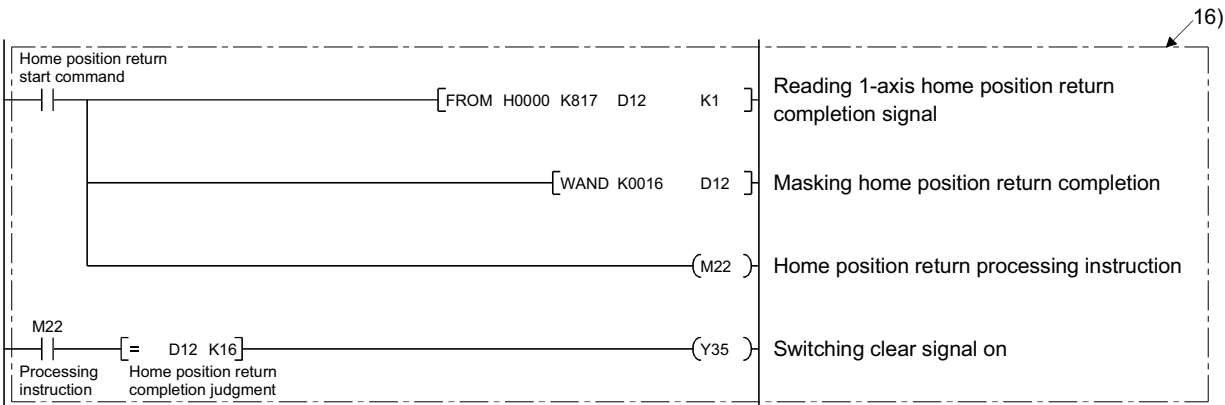 16)
Home position return
start command
FROM H0000 K817 D12 K1
Reading 1-axis home position return
completion signal
WAND K0016 D12
Masking home position return completion
M22
Home position return processing instruction
M22
= D12 K16
Y35
Switching clear signal on
Processing
instruction
Home position return
completion judgment